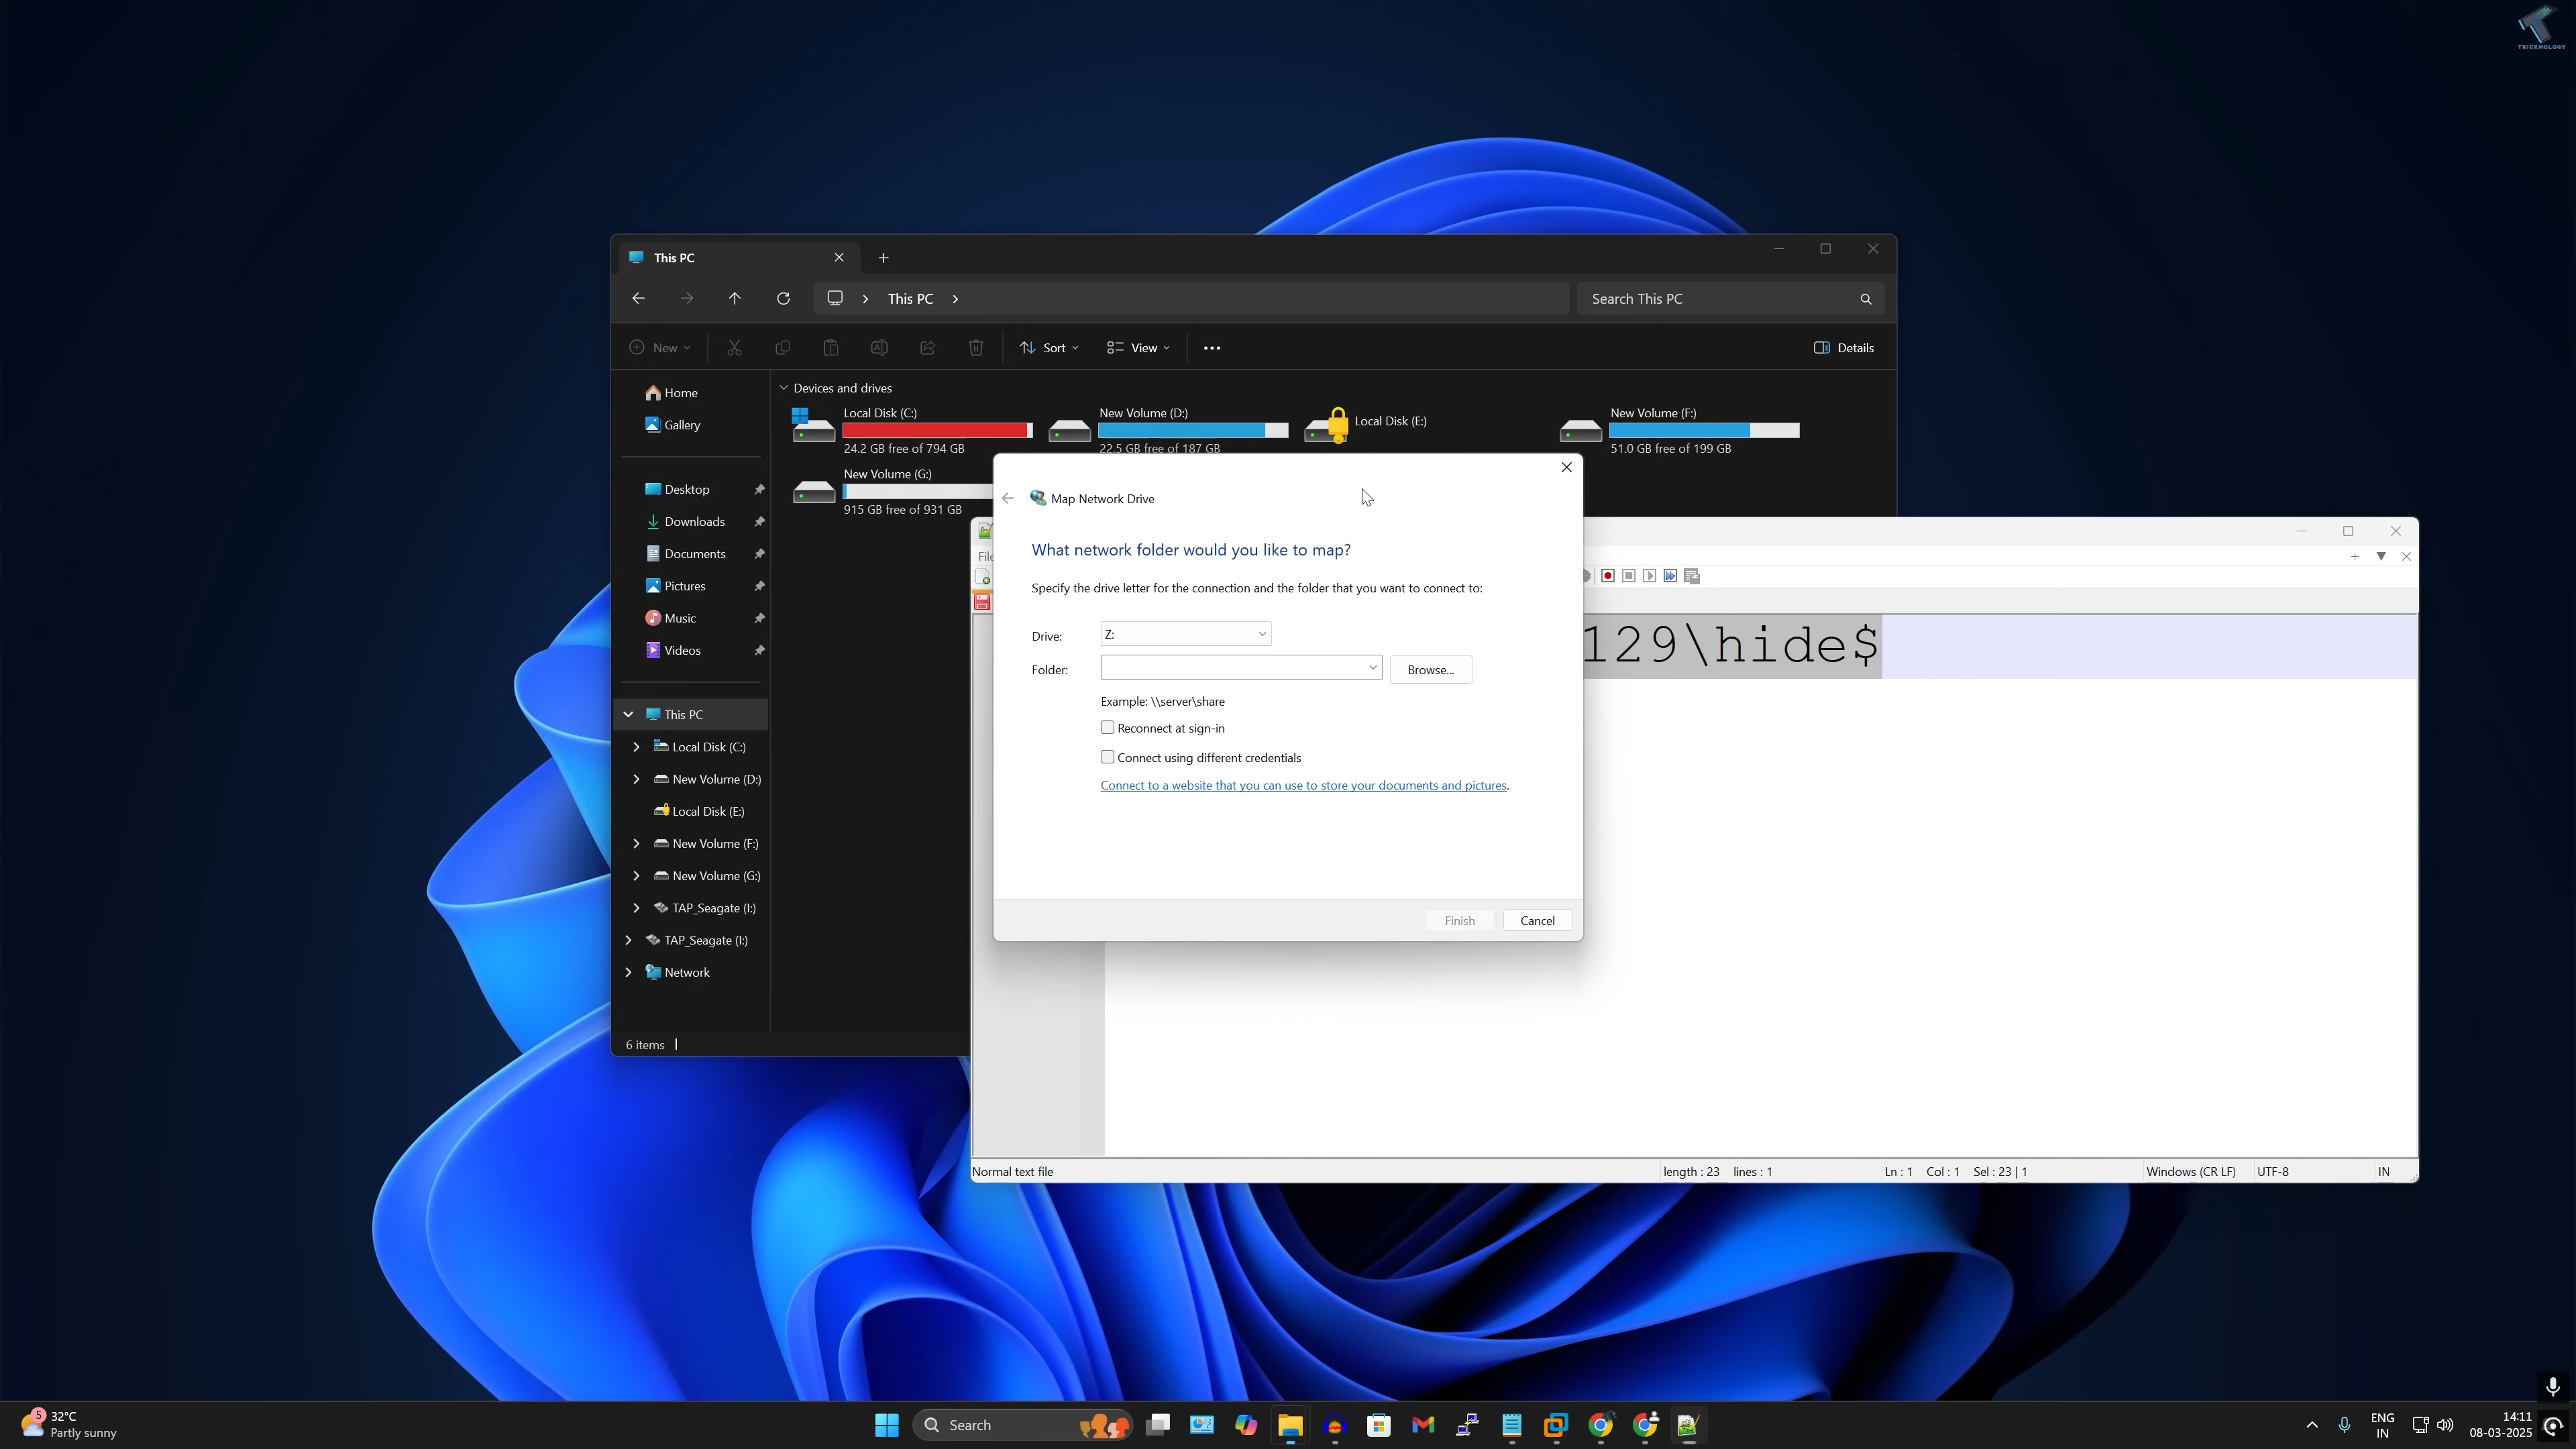 TRICKNOLOGY
This PC
This PC
Search This PC
New
Sort
View
Details
Home
Gallery
Desktop
Downloads
Documents
Pictures
Music
Videos
This PC
Local Disk (C:)
New Volume (D:)
Local Disk (E:)
New Volume (F:)
New Volume (G:)
TAP_Seagate (I:)
TAP_Seagate (I:)
Network
6 items
Devices and drives
Local Disk (C:)
24.2 GB free of 794 GB
New Volume (D:)
22.5 GB free of 187 GB
Local Disk (E:)
New Volume (F:)
51.0 GB free of 199 GB
New Volume (G:)
915 GB free of 931 GB
Map Network Drive
What network folder would you like to map?
Specify the drive letter for the connection and the folder that you want to connect to:
Drive:
Z:
Folder:
Browse...
Example: \\server\share
Reconnect at sign-in
Connect using different credentials
Connect to a website that you can use to store your documents and pictures.
Finish
Cancel
File
129\hide$
Normal text file
length : 23 lines : 1
Ln : 1 Col : 1 Sel : 23 | 1
Windows (CR LF)
UTF-8
IN
5
32°C
Partly sunny
Search
ENG
IN
14:11
08-03-2025